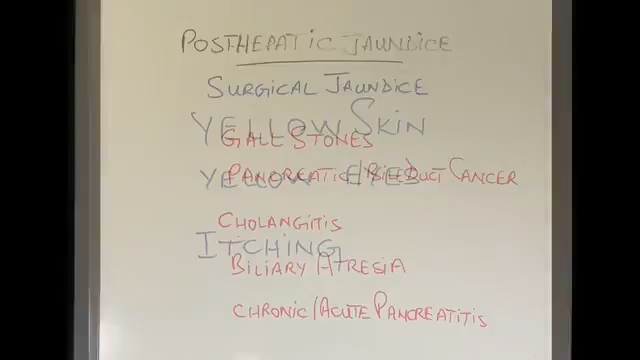 POSTHEPATIC JAUNDICE
SURGICAL JAUNDICE
YELLOW SKIN
GALL STONES
YELLOW EYES
PANCREATIC/BILE DUCT CANCER
CHOLANGITIS
ITCHING
BILIARY ATRESIA
CHRONIC/ACUTE PANCREATITIS